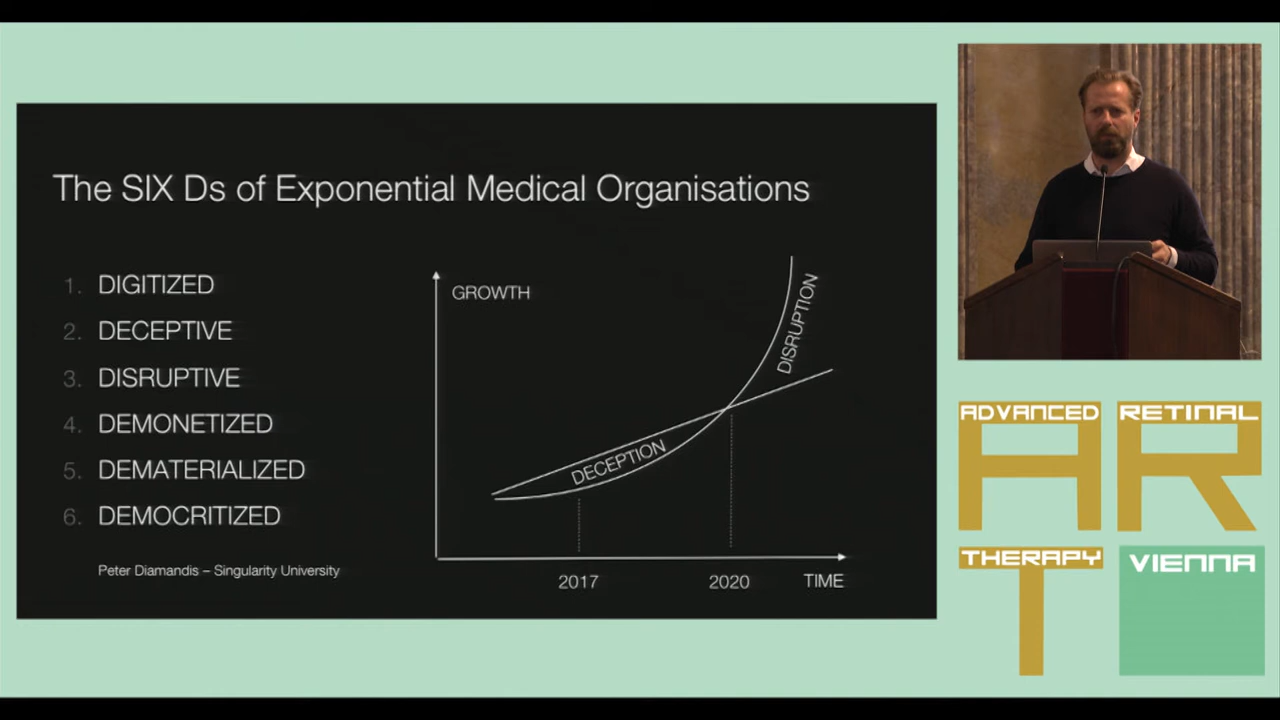 The SIX Ds of Exponential Medical Organisations
1. DIGITIZED
2. DECEPTIVE
3. DISRUPTIVE
4. DEMONETIZED
5. DEMATERIALIZED
6. DEMOCRITIZED
Peter Diamandis – Singularity University
GROWTH
DISRUPTION
DECEPTION
2017
2020
TIME
ADVANCED
RETINAL
THERAPY
VIENNA
ART